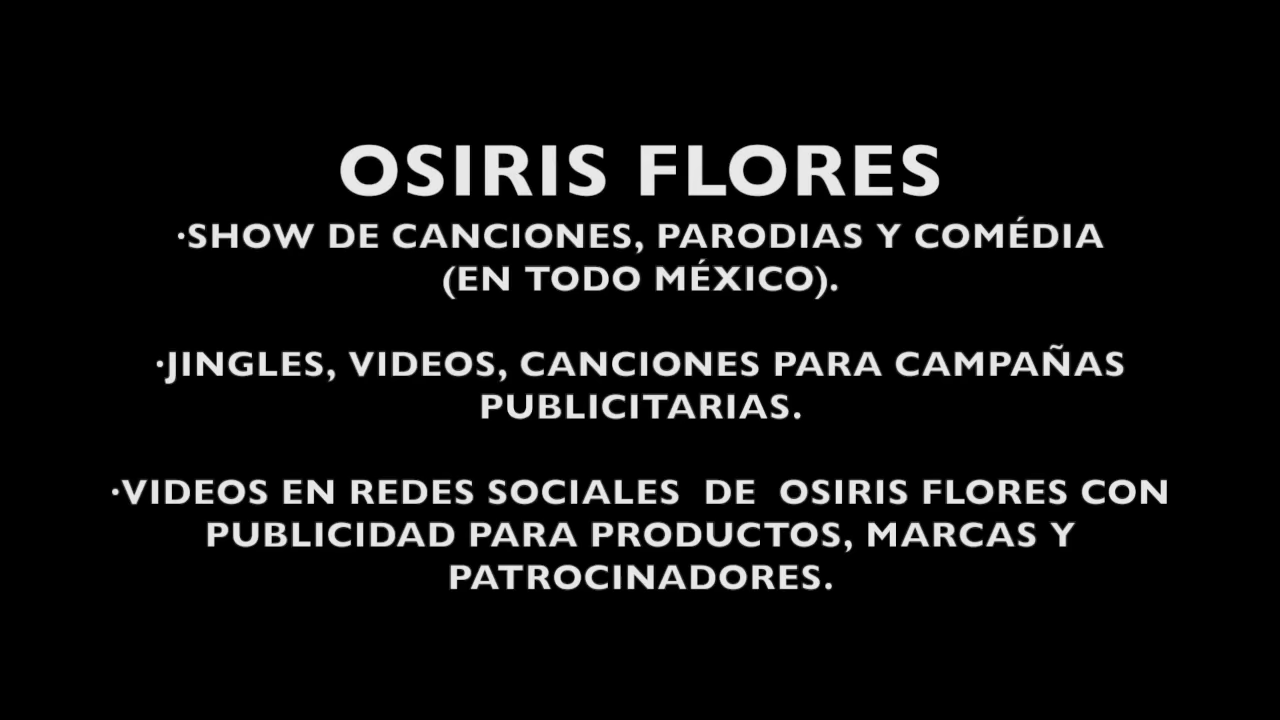 OSIRIS FLORES
·SHOW DE CANCIONES, PARODIAS Y COMÉDIA
(EN TODO MÉXICO).
·JINGLES, VIDEOS, CANCIONES PARA CAMPAÑAS
PUBLICITARIAS.
·VIDEOS EN REDES SOCIALES DE OSIRIS FLORES CON
PUBLICIDAD PARA PRODUCTOS, MARCAS Y
PATROCINADORES.